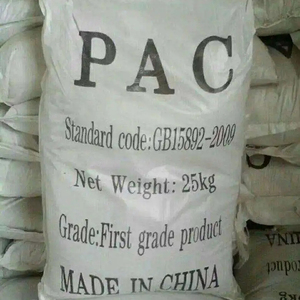 PAC
Standard code:GB15892-2009
Net Weight: 25kg
Grade:First grade product
MADE IN CHINA